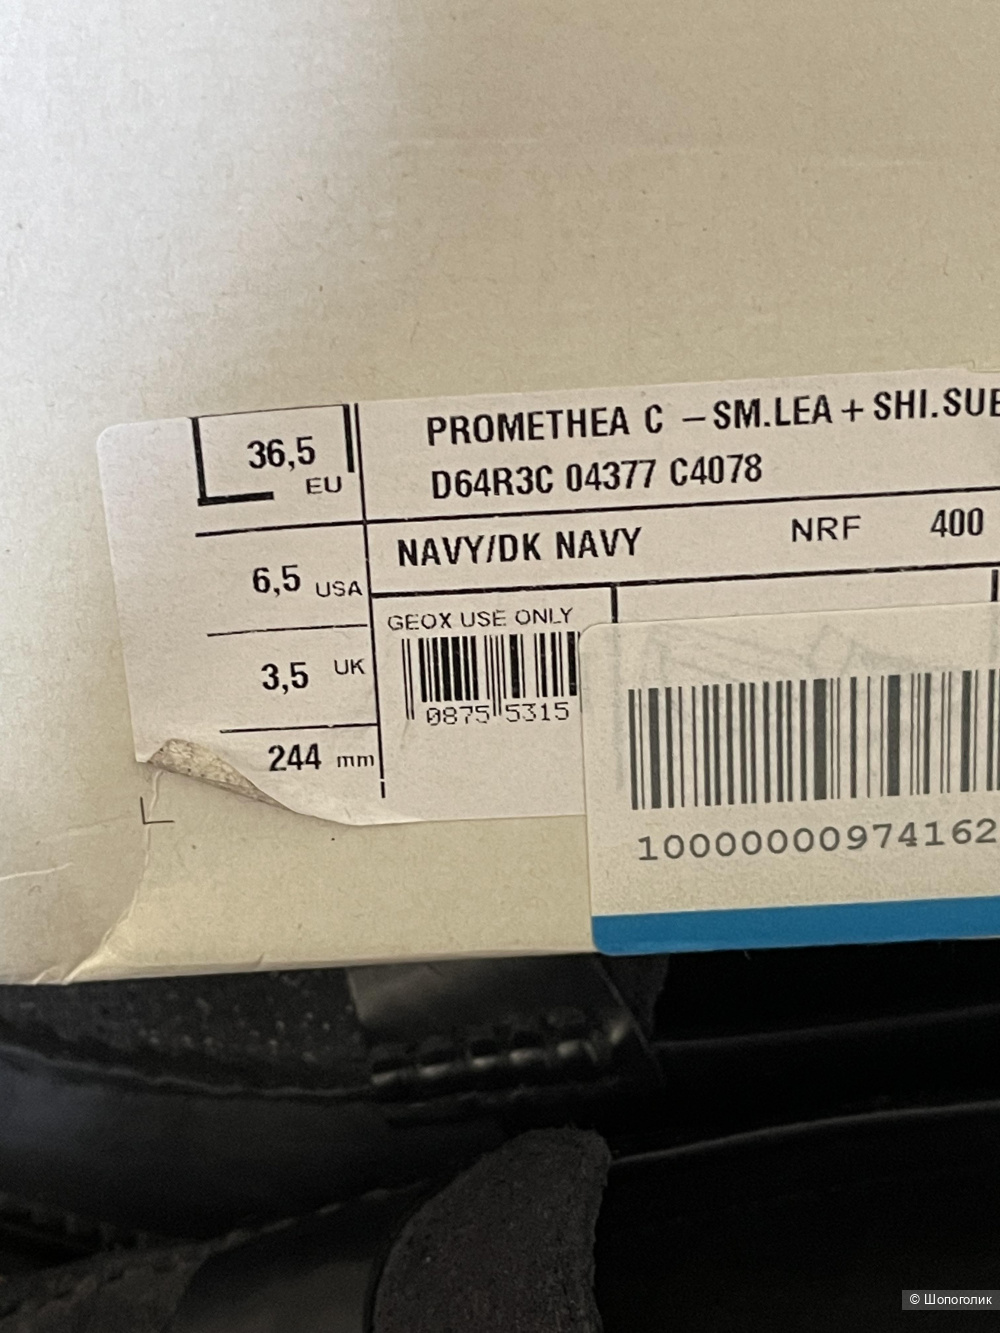 36,5 EU
PROMETHEA C – SM.LEA + SHI.SUE
D64R3C 04377 C4078
NAVY/DK NAVY NRF 400
6,5 USA
GEOX USE ONLY
3,5 UK
0875 5315
244 mm
10000000974162
© Шопоголик